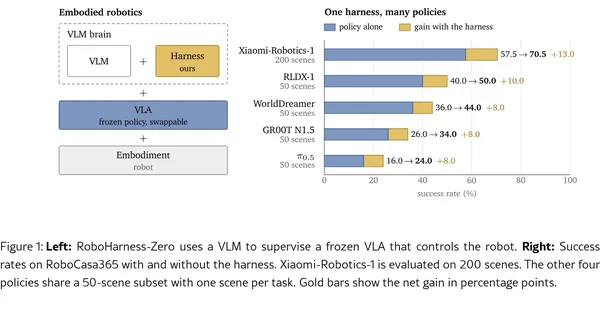 Embodied robotics
VLM brain
VLM
+
Harness
ours
+
VLA
frozen policy, swappable
+
Embodiment
robot
One harness, many policies
policy alone
gain with the harness
Xiaomi-Robotics-1
200 scenes
57.5→70.5 +13.0
RLDX-1
50 scenes
40.0→50.0 +10.0
WorldDreamer
50 scenes
36.0→44.0 +8.0
GR00T N1.5
50 scenes
26.0→34.0 +8.0
π0.5
50 scenes
16.0→24.0 +8.0
0 20 40 60 80 100
success rate (%)
Figure 1: Left: RoboHarness-Zero uses a VLM to supervise a frozen VLA that controls the robot. Right: Success
rates on RoboCasa365 with and without the harness. Xiaomi-Robotics-1 is evaluated on 200 scenes. The other four
policies share a 50-scene subset with one scene per task. Gold bars show the net gain in percentage points.